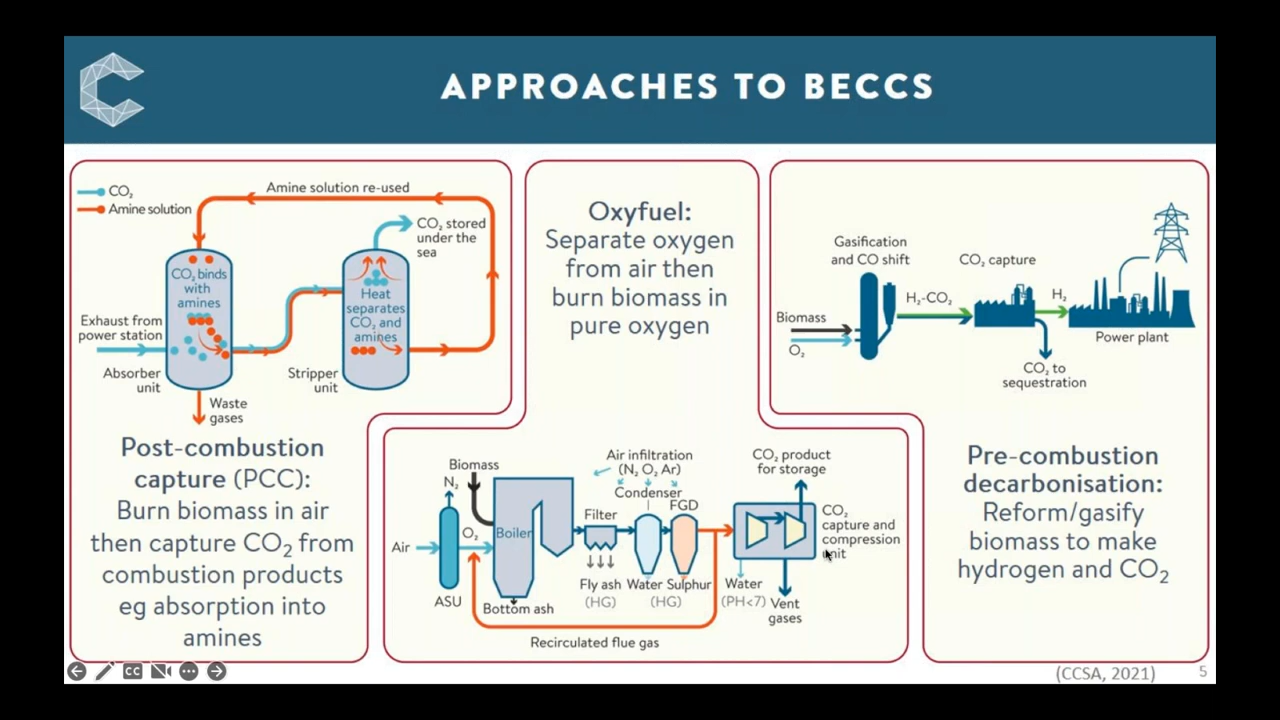 APPROACHES TO BECCS
CO₂
Amine solution
Amine solution re-used
CO₂ stored
under the
sea
CO₂ binds
with
amines
Heat
separates
CO₂ and
amines
Exhaust from
power station
Absorber
unit
Stripper
unit
Waste
gases
Post-combustion
capture (PCC):
Burn biomass in air
then capture CO₂ from
combustion products
eg absorption into
amines
Oxyfuel:
Separate oxygen
from air then
burn biomass in
pure oxygen
Biomass
N₂
O₂
Air
ASU
Boiler
Bottom ash
Air infiltration
(N₂ O₂ Ar)
Condenser
FGD
Filter
Fly ash
(HG)
Water Sulphur
(HG)
Recirculated flue gas
CO₂ product
for storage
CO₂
capture and
compression
unit
Water
(PH<7)
Vent
gases
Gasification
and CO shift
CO₂ capture
Biomass
O₂
H₂-CO₂
H₂
Power plant
CO₂ to
sequestration
Pre-combustion
decarbonisation:
Reform/gasify
biomass to make
hydrogen and CO₂
CC
(CCSA, 2021)
5